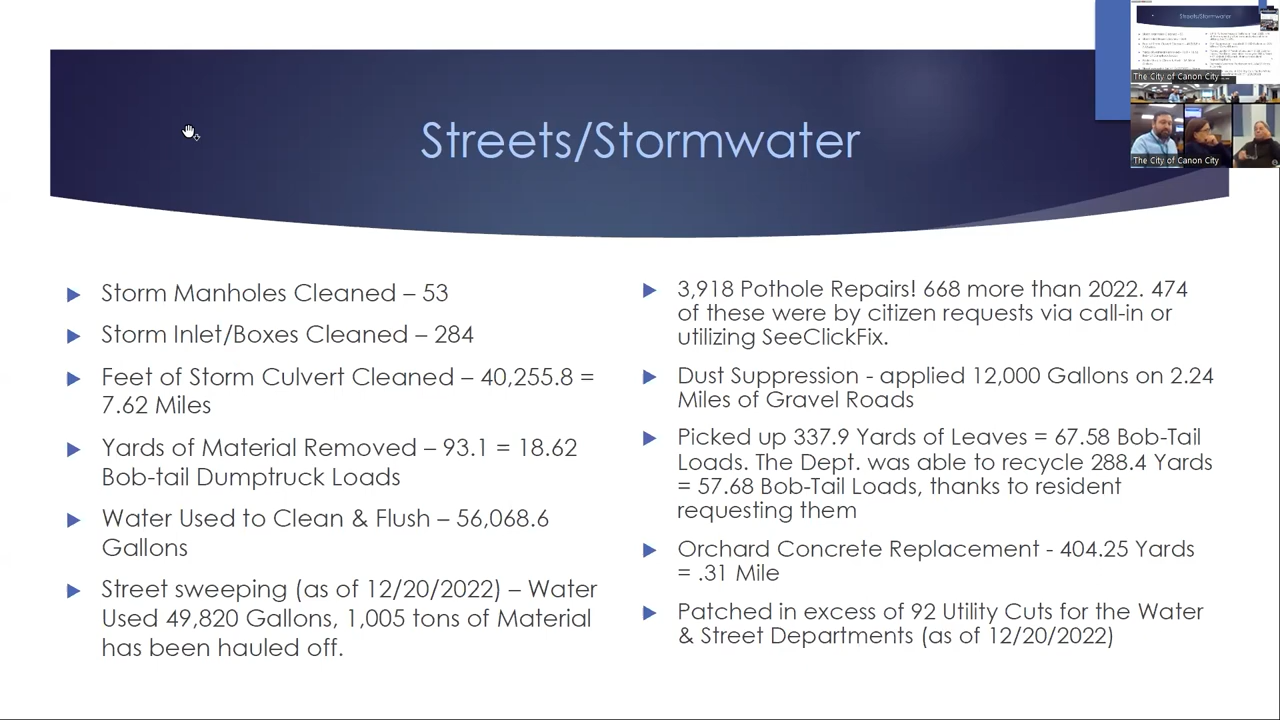 Streets/Stormwater
Storm Manholes Cleaned – 53
Storm Inlet/Boxes Cleaned – 284
Feet of Storm Culvert Cleaned – 40,255.8 =
7.62 Miles
Yards of Material Removed – 93.1 = 18.62
Bob-tail Dumptruck Loads
Water Used to Clean & Flush – 56,068.6
Gallons
Street sweeping (as of 12/20/2022) – Water
Used 49,820 Gallons, 1,005 tons of Material
has been hauled off.
3,918 Pothole Repairs! 668 more than 2022. 474
of these were by citizen requests via call-in or
utilizing SeeClickFix.
Dust Suppression - applied 12,000 Gallons on 2.24
Miles of Gravel Roads
Picked up 337.9 Yards of Leaves = 67.58 Bob-Tail
Loads. The Dept. was able to recycle 288.4 Yards
= 57.68 Bob-Tail Loads, thanks to resident
requesting them
Orchard Concrete Replacement - 404.25 Yards
= .31 Mile
Patched in excess of 92 Utility Cuts for the Water
& Street Departments (as of 12/20/2022)
Streets/Stormwater
The City of Canon City
The City of Canon City